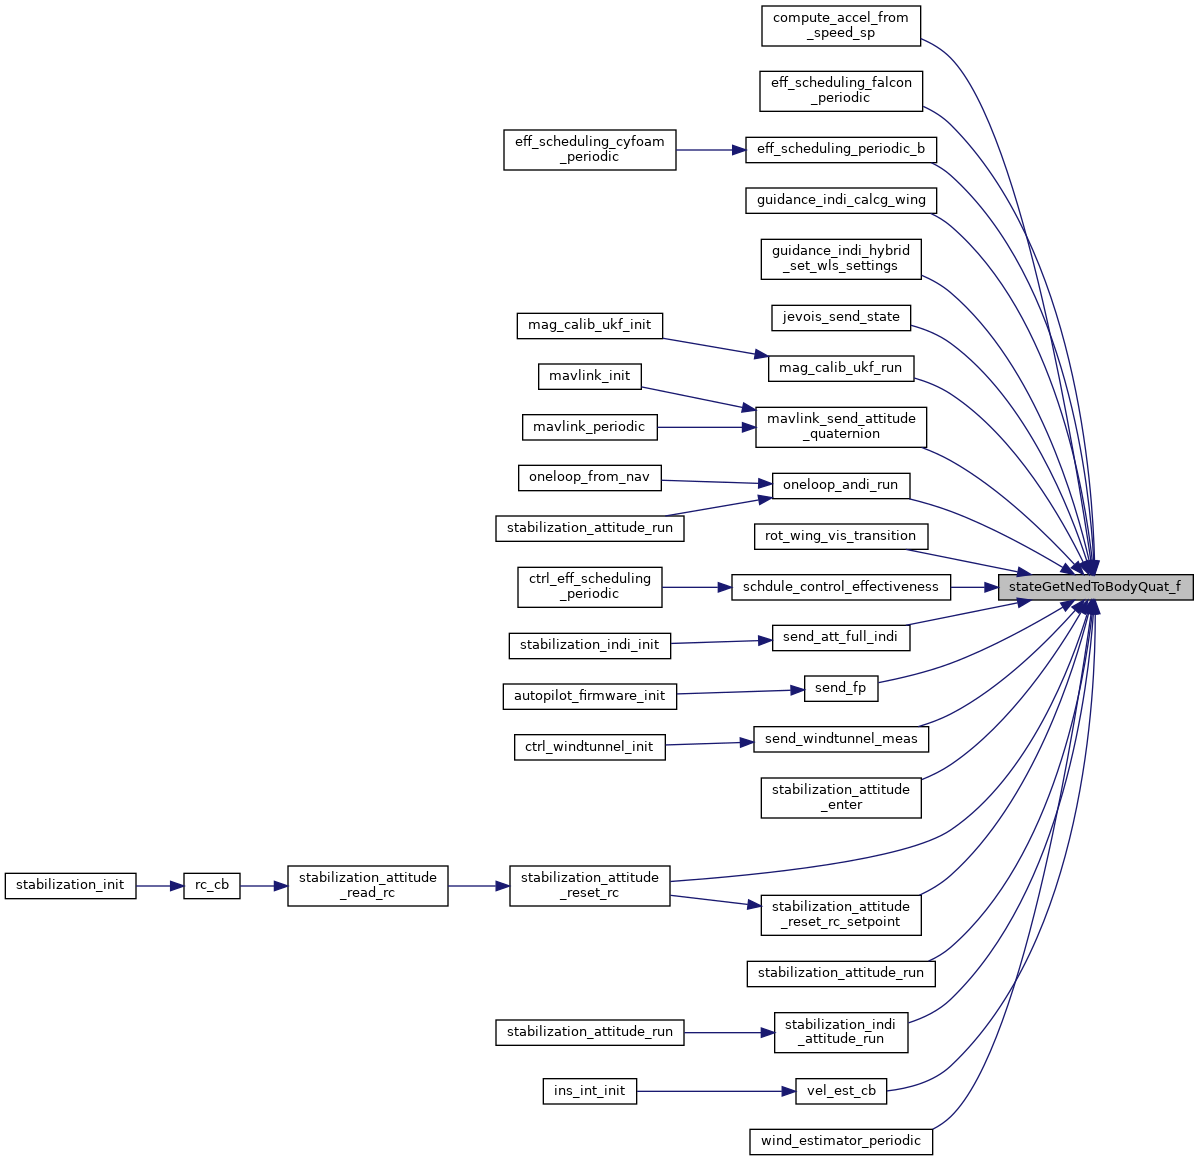 compute_accel_from
_speed_sp
eff_scheduling_falcon
_periodic
eff_scheduling_cyfoam
_periodic
eff_scheduling_periodic_b
guidance_indi_calcg_wing
guidance_indi_hybrid
_set_wls_settings
jevois_send_state
mag_calib_ukf_init
mag_calib_ukf_run
mavlink_init
mavlink_send_attitude
_quaternion
mavlink_periodic
oneloop_from_nav
oneloop_andi_run
stabilization_attitude_run
rot_wing_vis_transition
ctrl_eff_scheduling
_periodic
schdule_control_effectiveness
stateGetNedToBodyQuat_f
stabilization_indi_init
send_att_full_indi
autopilot_firmware_init
send_fp
ctrl_windtunnel_init
send_windtunnel_meas
stabilization_attitude
_enter
stabilization_init
rc_cb
stabilization_attitude
_read_rc
stabilization_attitude
_reset_rc
stabilization_attitude
_reset_rc_setpoint
stabilization_attitude_run
stabilization_attitude_run
stabilization_indi
_attitude_run
ins_int_init
vel_est_cb
wind_estimator_periodic